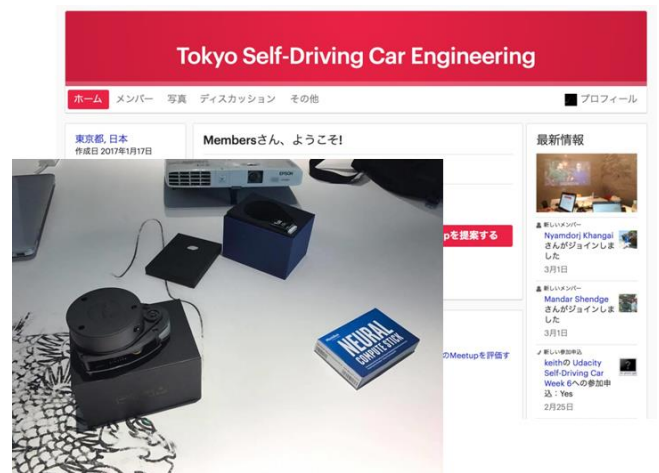 Tokyo Self-Driving Car Engineering
ホーム メンバー 写真 ディスカッション その他 プロフィール
東京都, 日本
作成日 2017年1月17日
Membersさん、ようこそ!
pを提案する
のMeetupを評価す
最新情報
新しいメンバー
Nyamdorj Khangai
さんがジョインしま
した
3月1日
新しいメンバー
Mandar Shendge
さんがジョインしま
した
3月1日
新しい参加申込
keithの Udacity
Self-Driving Car
Week 6への参加申
込：Yes
2月25日
EPSON
NEURAL
COMPUTE STICK